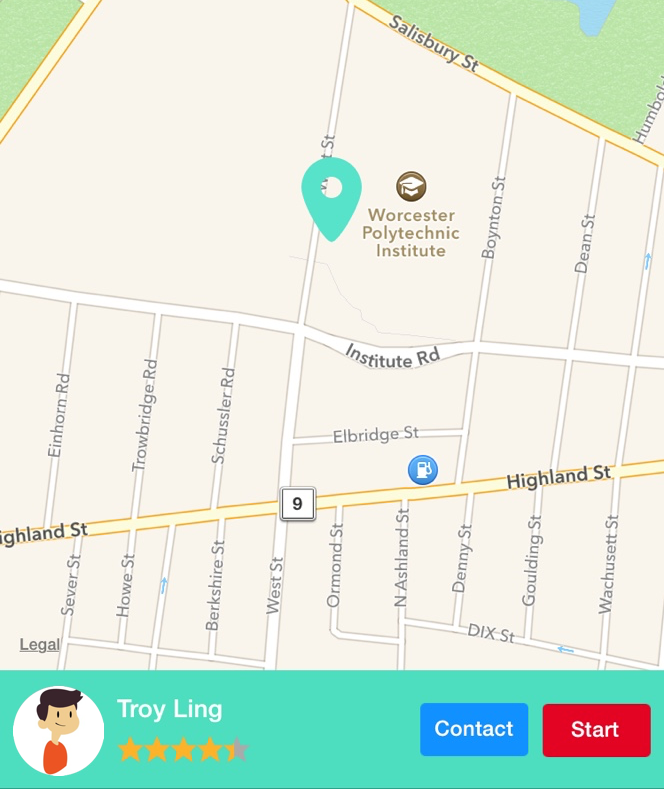 Salisbury St
Humbol
t St
Worcester
Polytechnic
Institute
Boynton St
Dean St
Institute Rd
Einhorn Rd
Trowbridge Rd
Schussler Rd
Elbridge St
Highland St
9
ighland St
Sever St
Howe St
Berkshire St
West St
Ormond St
N Ashland St
Denny St
Goulding St
Wachusett St
DIX St
Legal
Troy Ling
Contact
Start